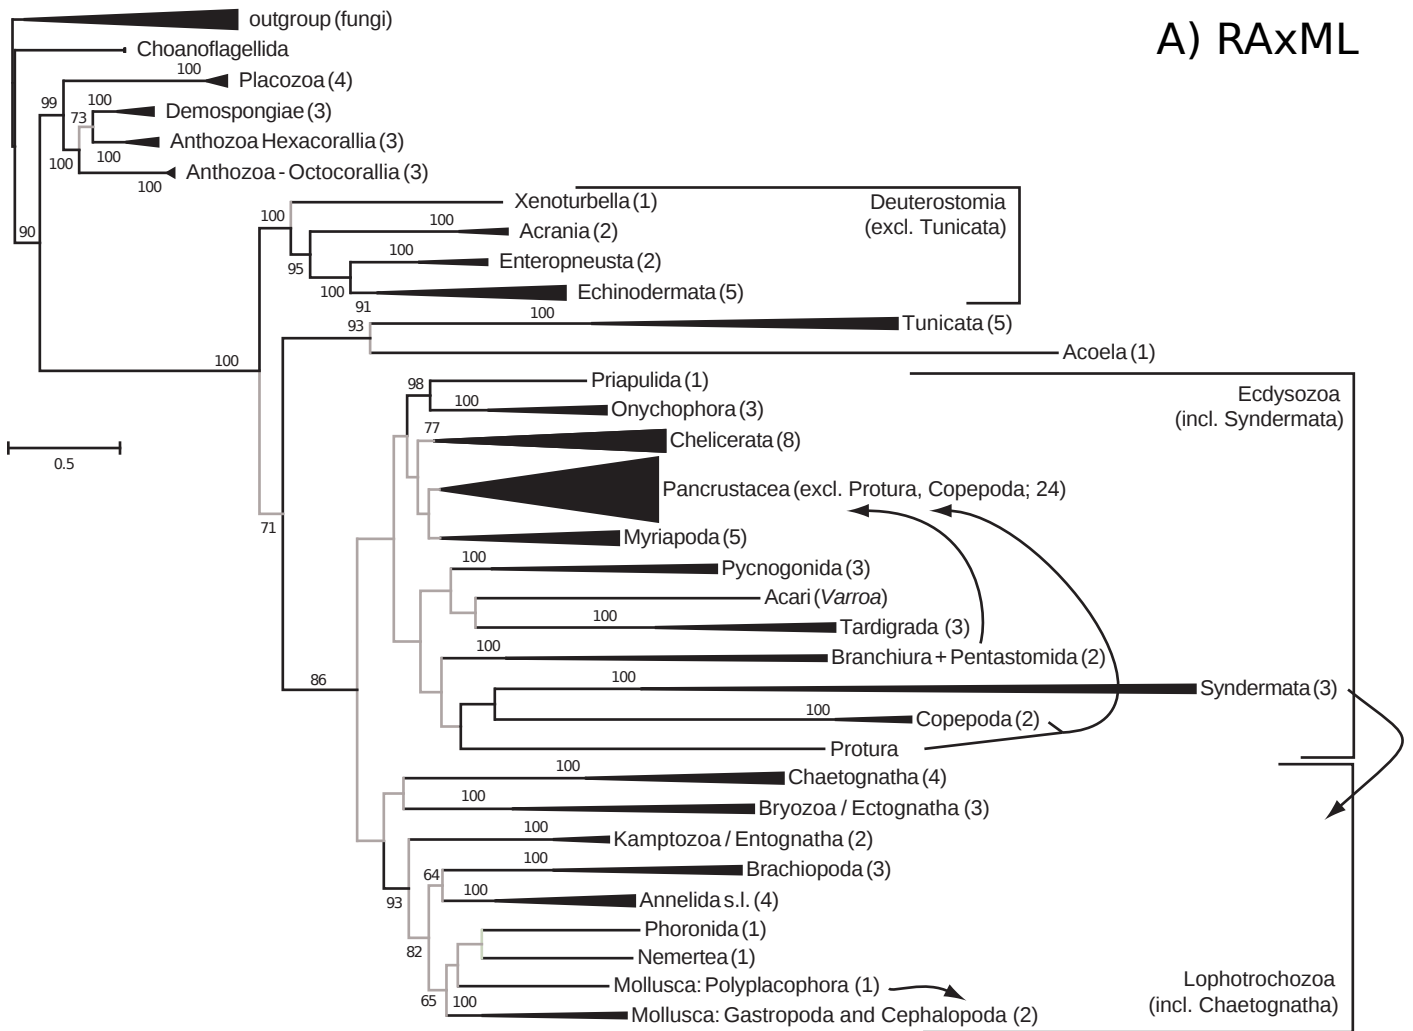 A) RAxML
outgroup (fungi)
Choanoflagellida
100
Placozoa (4)
99
100
Demospongiae (3)
73
Anthozoa Hexacorallia (3)
100
100
Anthozoa - Octocorallia (3)
100
90
Xenoturbella (1)
Deuterostomia
(excl. Tunicata)
100
100
Acrania (2)
95
100
Enteropneusta (2)
100
Echinodermata (5)
91
93
100
Tunicata (5)
100
Acoela (1)
98
Priapulida (1)
Ecdysozoa
(incl. Syndermata)
100
Onychophora (3)
77
Chelicerata (8)
0.5
Pancrustacea (excl. Protura, Copepoda; 24)
71
Myriapoda (5)
100
Pycnogonida (3)
Acari (Varroa)
100
Tardigrada (3)
100
Branchiura + Pentastomida (2)
86
100
Syndermata (3)
100
Copepoda (2)
Protura
100
Chaetognatha (4)
100
Bryozoa / Ectognatha (3)
100
Kamptozoa / Entognatha (2)
100
Brachiopoda (3)
64
100
Annelida s.l. (4)
93
Phoronida (1)
82
Nemertea (1)
Mollusca: Polyplacophora (1)
65
100
Mollusca: Gastropoda and Cephalopoda (2)
Lophotrochozoa
(incl. Chaetognatha)